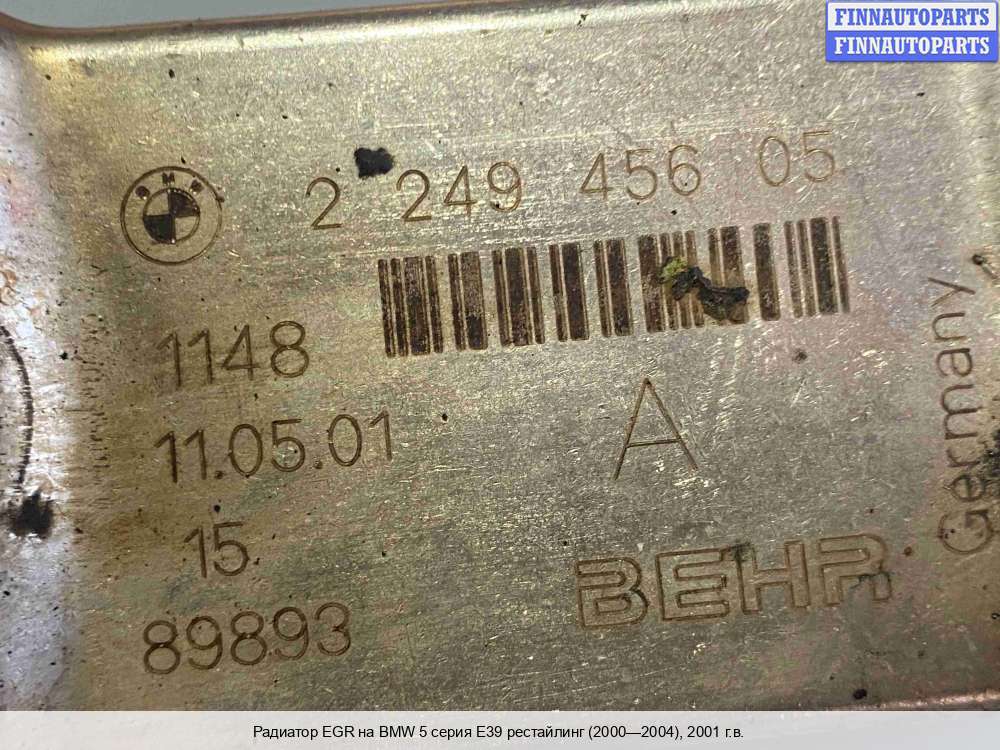 FINNAUTOPARTS
FINNAUTOPARTS
BMW
2 249 456 05
1148
11.05.01
A
15
89893
BEHR
Germany
Радиатор EGR на BMW 5 серия E39 рестайлинг (2000—2004), 2001 г.в.